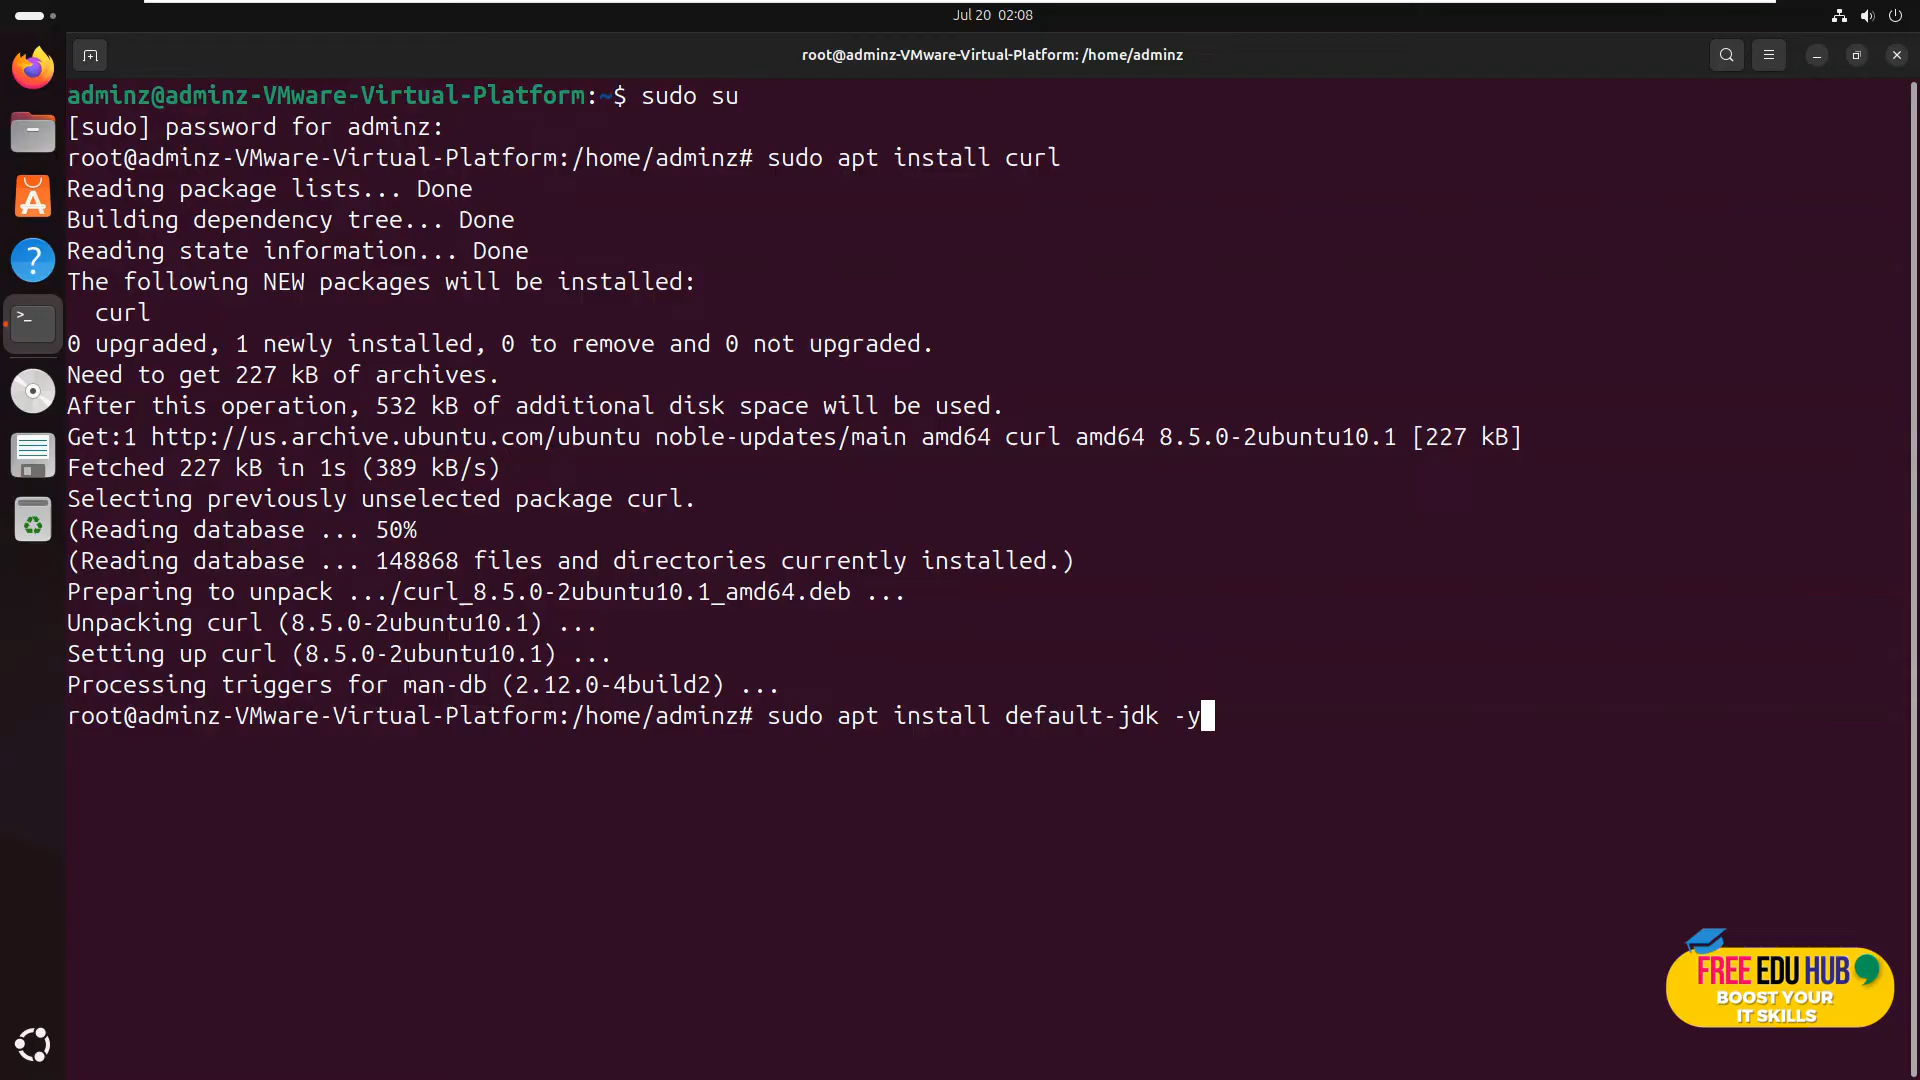 Jul 20  02:08
root@adminz-VMware-Virtual-Platform: /home/adminz
adminz@adminz-VMware-Virtual-Platform:~$ sudo su
[sudo] password for adminz:
root@adminz-VMware-Virtual-Platform:/home/adminz# sudo apt install curl
Reading package lists... Done
Building dependency tree... Done
Reading state information... Done
The following NEW packages will be installed:
  curl
0 upgraded, 1 newly installed, 0 to remove and 0 not upgraded.
Need to get 227 kB of archives.
After this operation, 532 kB of additional disk space will be used.
Get:1 http://us.archive.ubuntu.com/ubuntu noble-updates/main amd64 curl amd64 8.5.0-2ubuntu10.1 [227 kB]
Fetched 227 kB in 1s (389 kB/s)
Selecting previously unselected package curl.
(Reading database ... 50%
(Reading database ... 148868 files and directories currently installed.)
Preparing to unpack .../curl_8.5.0-2ubuntu10.1_amd64.deb ...
Unpacking curl (8.5.0-2ubuntu10.1) ...
Setting up curl (8.5.0-2ubuntu10.1) ...
Processing triggers for man-db (2.12.0-4build2) ...
root@adminz-VMware-Virtual-Platform:/home/adminz# sudo apt install default-jdk -y
FREE EDU HUB
BOOST YOUR
IT SKILLS